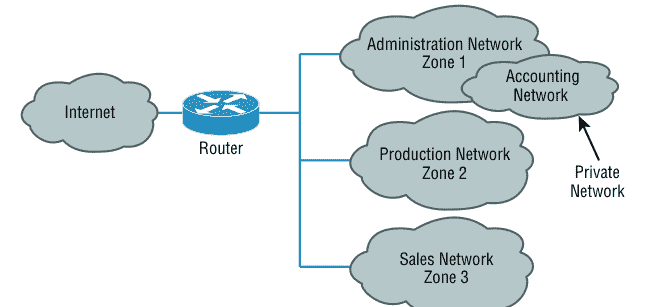 Administration Network
Zone 1
Accounting
Network
Internet
Router
Production Network
Zone 2
Private
Network
Sales Network
Zone 3